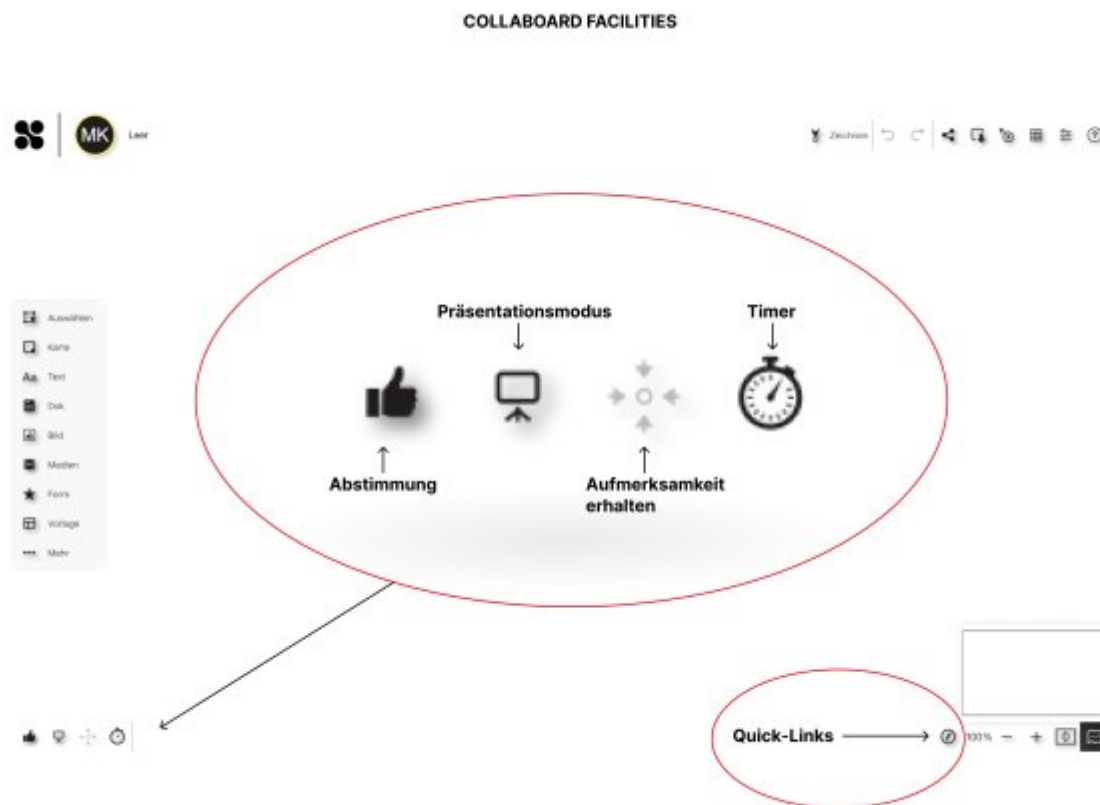 COLLABOARD FACILITIES
MK
Leer
Zeichnen
Präsentationsmodus
Timer
Auswählen
Karte
Aa Text
Dok
Bild
Medien
Form
Vorlage
Mehr
Abstimmung
Aufmerksamkeit
erhalten
Quick-Links
100 %